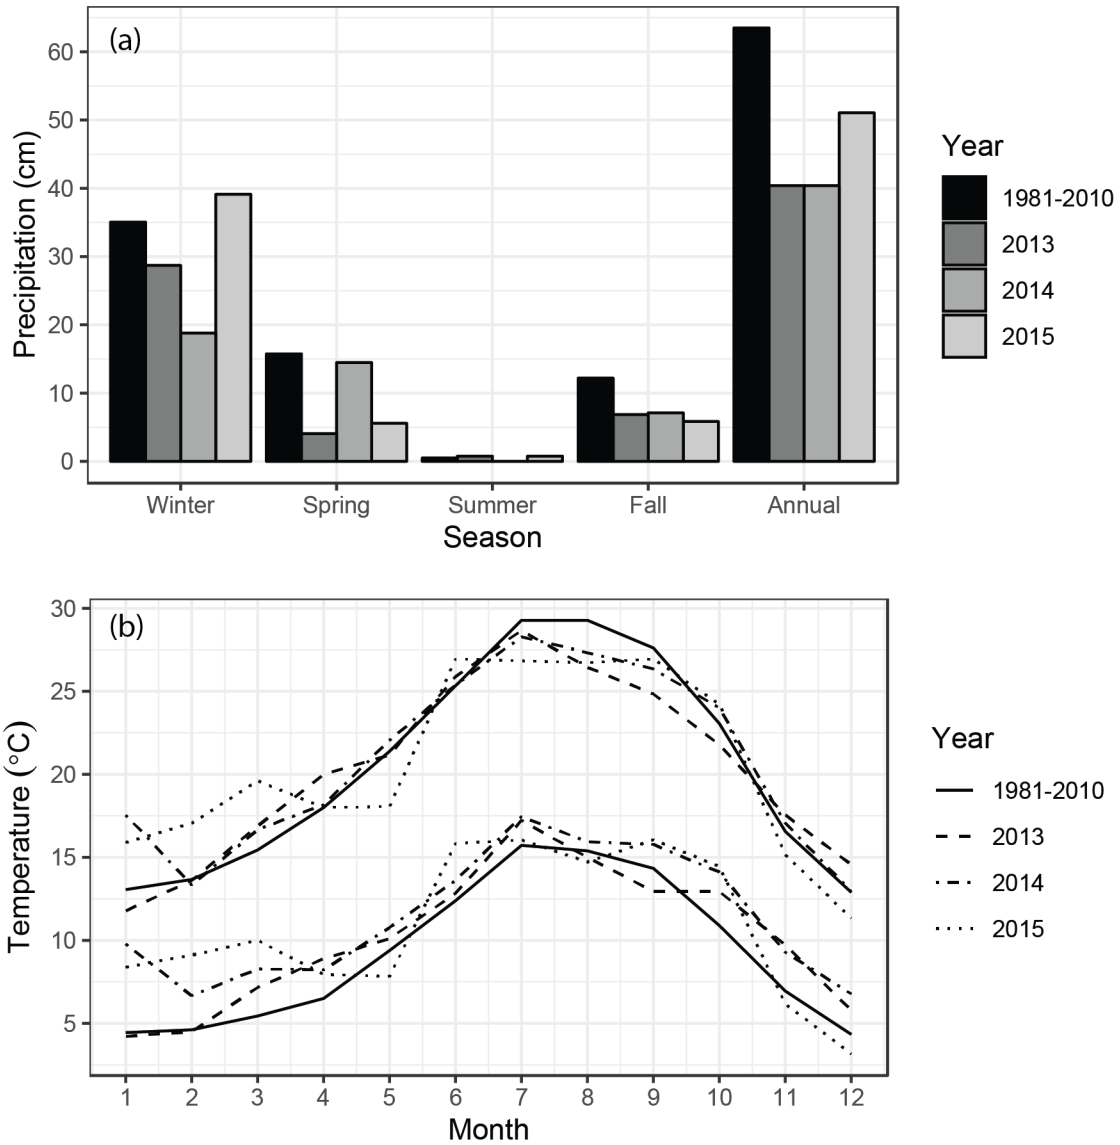 (a)
60
50
40
30
20
10
0
Precipitation (cm)
Winter Spring Summer Fall Annual
Season
Year
1981-2010
2013
2014
2015
(b)
30
25
20
15
10
5
Temperature (°C)
1 2 3 4 5 6 7 8 9 10 11 12
Month
Year
1981-2010
2013
2014
2015